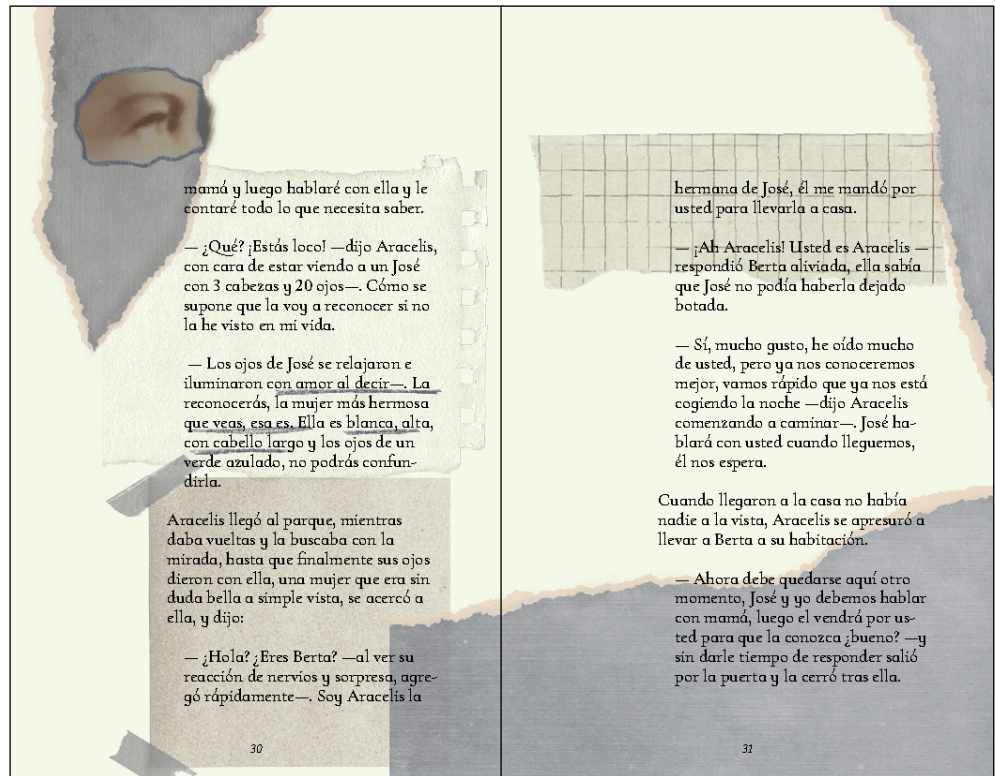 mamá y luego hablaré con ella y le
contaré todo lo que necesita saber.
— ¿Qué? ¡Estás loco! —dijo Aracelis,
con cara de estar viendo a un José
con 3 cabezas y 20 ojos—. Cómo se
supone que la voy a reconocer si no
la he visto en mi vida.
— Los ojos de José se relajaron e
iluminaron con amor al decir—. La
reconocerás, la mujer más hermosa
que veas, esa es. Ella es blanca, alta,
con cabello largo y los ojos de un
verde azulado, no podrás confun-
dirla.
Aracelis llegó al parque, mientras
daba vueltas y la buscaba con la
mirada, hasta que finalmente sus ojos
dieron con ella, una mujer que era sin
duda bella a simple vista, se acercó a
ella, y dijo:
— ¿Hola? ¿Eres Berta? —al ver su
reacción de nervios y sorpresa, agre-
gó rápidamente—. Soy Aracelis la
30
hermana de José, él me mandó por
usted para llevarla a casa.
— ¡Ah Aracelis! Usted es Aracelis —
respondió Berta aliviada, ella sabía
que José no podía haberla dejado
botada.
— Sí, mucho gusto, he oído mucho
de usted, pero ya nos conoceremos
mejor, vamos rápido que ya nos está
cogiendo la noche —dijo Aracelis
comenzando a caminar—. José ha-
blará con usted cuando lleguemos,
él nos espera.
Cuando llegaron a la casa no había
nadie a la vista, Aracelis se apresuró a
llevar a Berta a su habitación.
— Ahora debe quedarse aquí otro
momento, José y yo debemos hablar
con mamá, luego el vendrá por us-
ted para que la conozca ¿bueno? —y
sin darle tiempo de responder salió
por la puerta y la cerró tras ella.
31